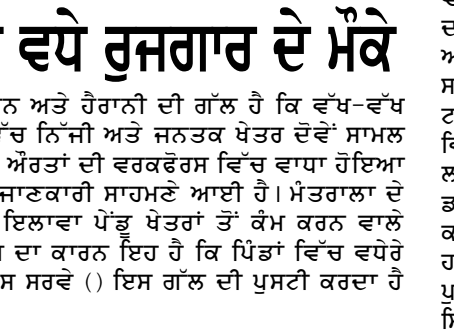 ਵਧੇ ਰੁਜਗਾਰ ਦੇ ਮੌਕੇ
ਅਤੇ ਹੈਰਾਨੀ ਦੀ ਗੱਲ ਹੈ ਕਿ ਵੱਖ-ਵੱਖ
ਨਿੱਜੀ ਅਤੇ ਜਨਤਕ ਖੇਤਰ ਦੋਵੇਂ ਸਾਮਲ
ਔਰਤਾਂ ਦੀ ਵਰਕਫੋਰਸ ਵਿੱਚ ਵਾਧਾ ਹੋਇਆ
ਜਾਣਕਾਰੀ ਸਾਹਮਣੇ ਆਈ ਹੈ। ਮੰਤਰਾਲਾ ਦੇ
ਇਲਾਵਾ ਪੇਂਡੂ ਖੇਤਰਾਂ ਤੋਂ ਕੰਮ ਕਰਨ ਵਾਲੇ
ਦਾ ਕਾਰਨ ਇਹ ਹੈ ਕਿ ਪਿੰਡਾਂ ਵਿੱਚ ਵਧੇਰੇ
ਸਰਵੇ () ਇਸ ਗੱਲ ਦੀ ਪੁਸਟੀ ਕਰਦਾ ਹੈ